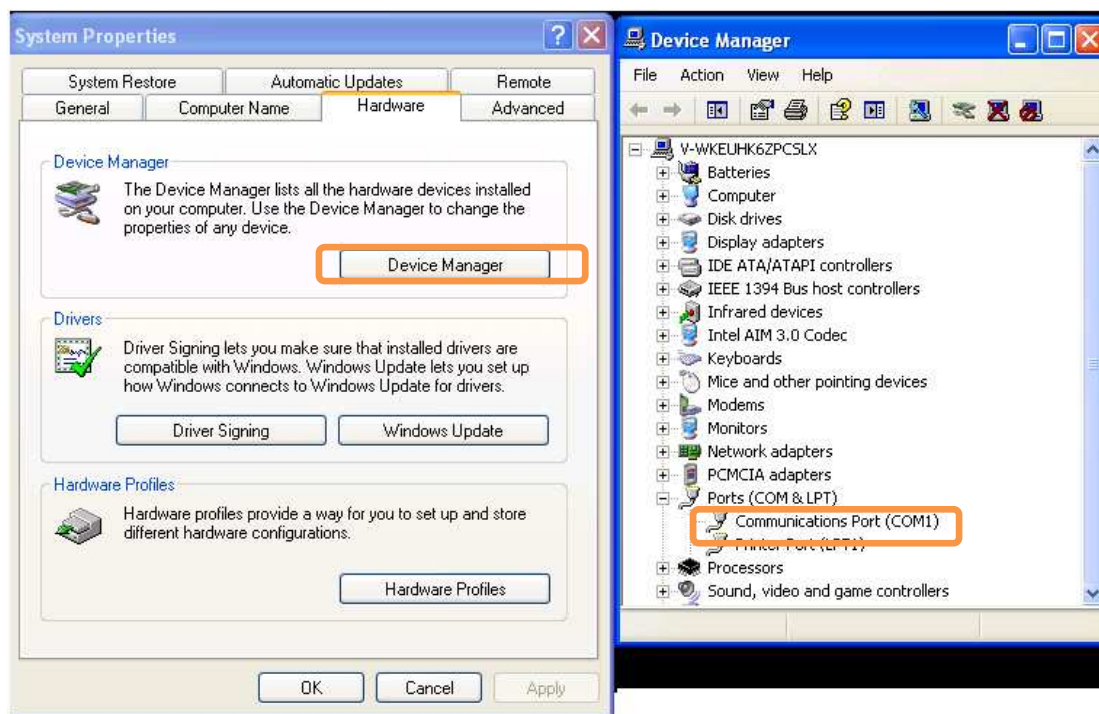 System Properties
System Restore Automatic Updates Remote
General Computer Name Hardware Advanced
Device Manager
The Device Manager lists all the hardware devices installed
on your computer. Use the Device Manager to change the
properties of any device.
Device Manager
Drivers
Driver Signing lets you make sure that installed drivers are
compatible with Windows. Windows Update lets you set up
how Windows connects to Windows Update for drivers.
Driver Signing Windows Update
Hardware Profiles
Hardware profiles provide a way for you to set up and store
different hardware configurations.
Hardware Profiles
OK Cancel Apply
Device Manager
File Action View Help
V-WKEUHK6ZPCSLX
Batteries
Computer
Disk drives
Display adapters
IDE ATA/ATAPI controllers
IEEE 1394 Bus host controllers
Infrared devices
Intel AIM 3.0 Codec
Keyboards
Mice and other pointing devices
Modems
Monitors
Network adapters
PCMCIA adapters
Ports (COM & LPT)
Communications Port (COM1)
Printer Port (LPT1)
Processors
Sound, video and game controllers